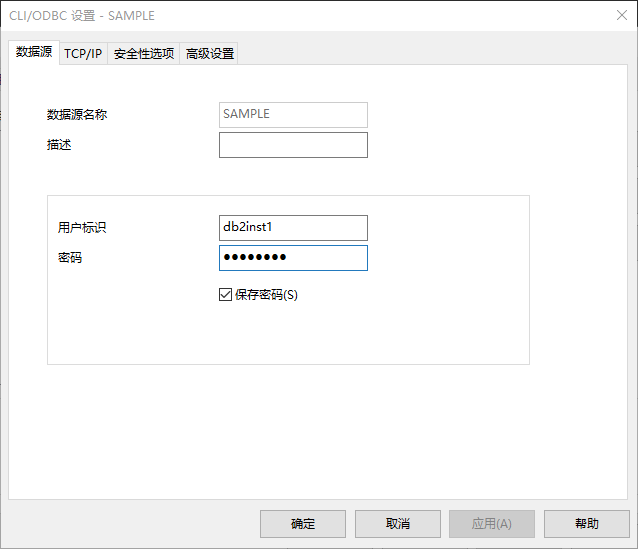 CLI/ODBC 设置 - SAMPLE
数据源 TCP/IP 安全性选项 高级设置
数据源名称 SAMPLE
描述
用户标识 db2inst1
密码 ●●●●●●●●
保存密码(S)
确定 取消 应用(A) 帮助